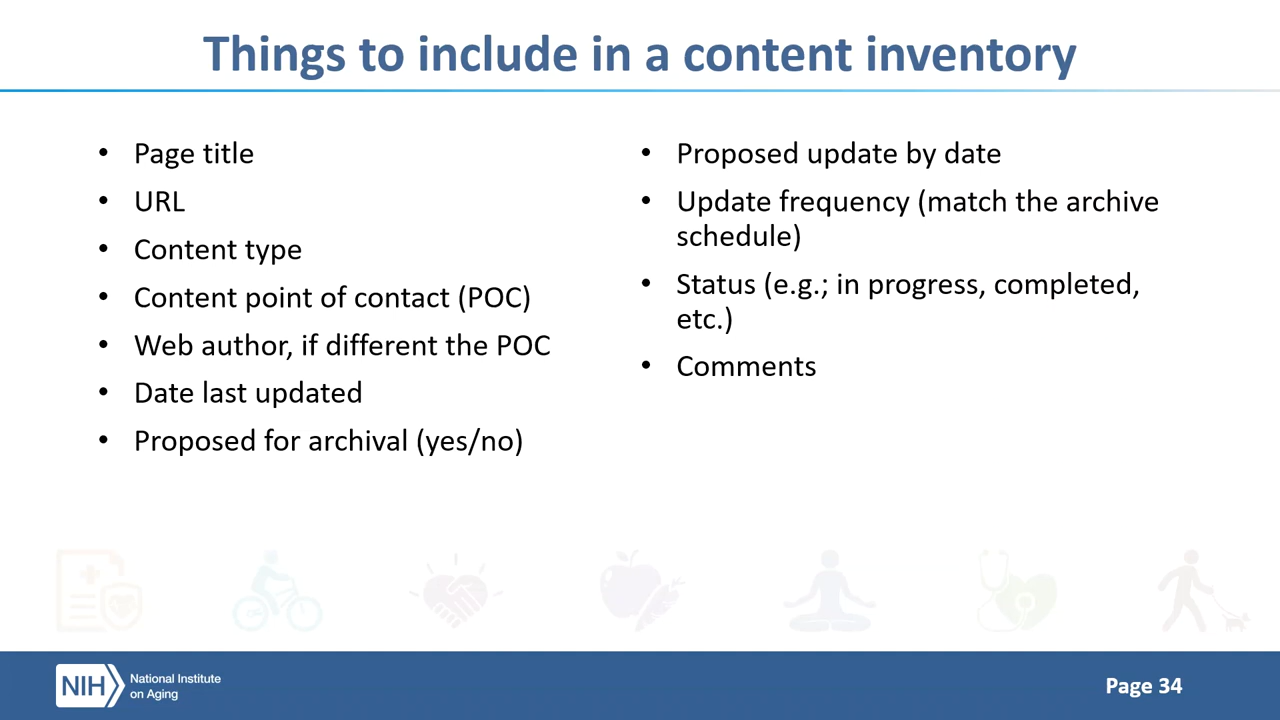 Things to include in a content inventory
• Page title
• URL
• Content type
• Content point of contact (POC)
• Web author, if different the POC
• Date last updated
• Proposed for archival (yes/no)
• Proposed update by date
• Update frequency (match the archive
schedule)
• Status (e.g.; in progress, completed,
etc.)
• Comments
NIH National Institute
on Aging
Page 34